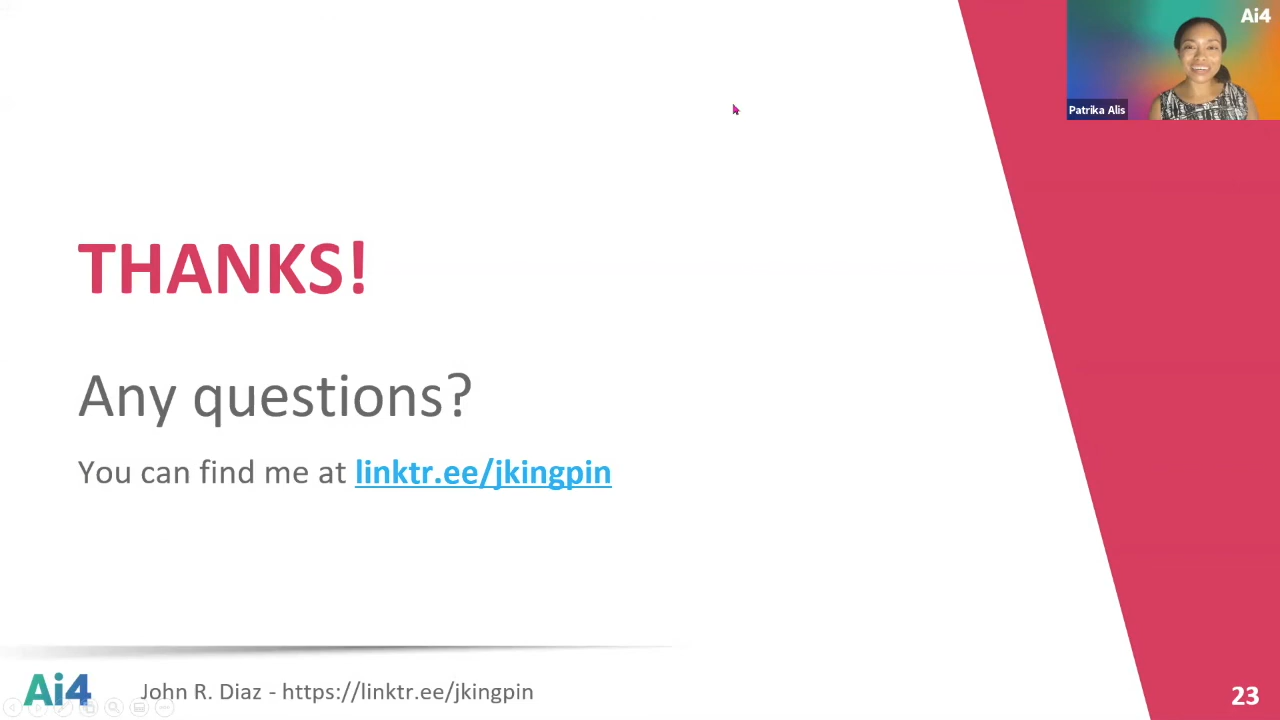 Ai4
Patrika Alis
THANKS!
Any questions?
You can find me at linktr.ee/jkingpin
Ai4
John R. Diaz - https://linktr.ee/jkingpin
23